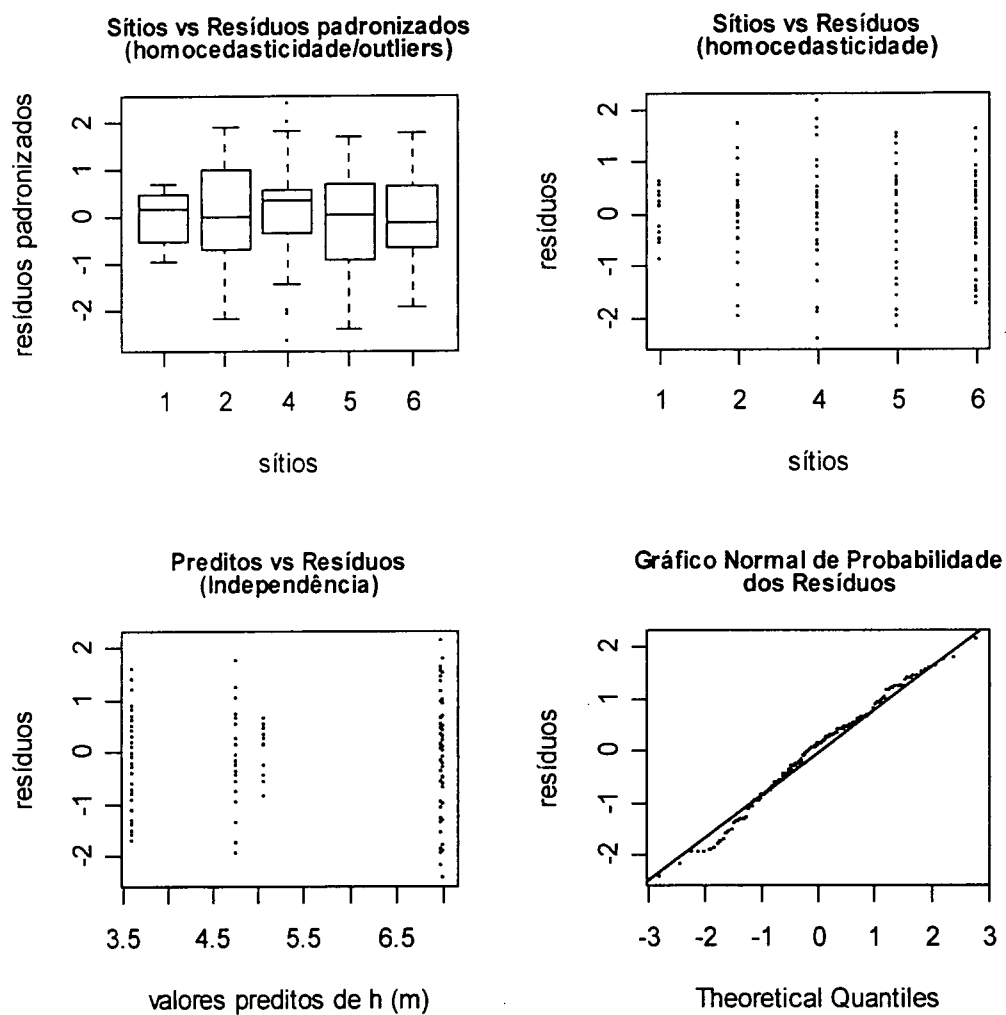 Sítios vs Resíduos padronizados
(homocedasticidade/outliers)
resíduos padronizados
2
1
0
-1
-2
1 2 4 5 6
sítios
Sítios vs Resíduos
(homocedasticidade)
resíduos
2
1
0
-1
-2
1 2 4 5 6
sítios
Preditos vs Resíduos
(Independência)
resíduos
2
1
0
-1
-2
3.5 4.5 5.5 6.5
valores preditos de h (m)
Gráfico Normal de Probabilidade
dos Resíduos
resíduos
2
1
0
-1
-2
-3 -2 -1 0 1 2 3
Theoretical Quantiles